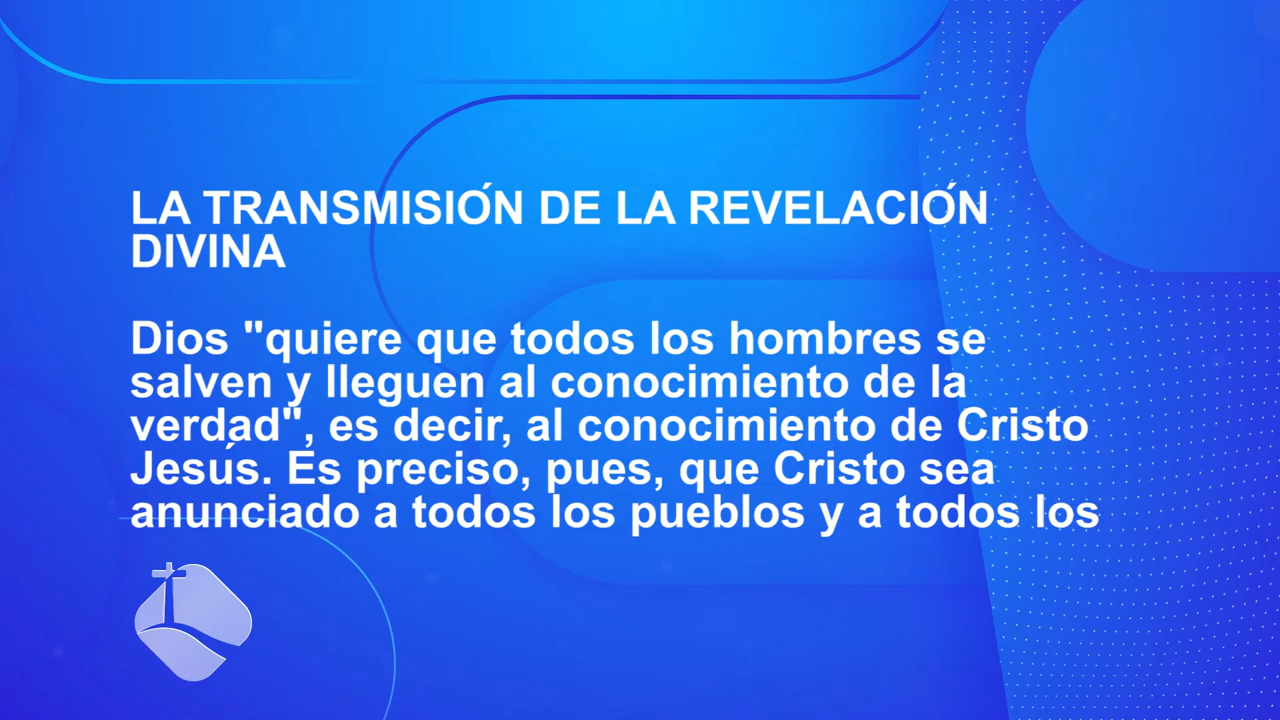 LA TRANSMISIÓN DE LA REVELACIÓN
DIVINA
Dios "quiere que todos los hombres se
salven y lleguen al conocimiento de la
verdad", es decir, al conocimiento de Cristo
Jesús. Es preciso, pues, que Cristo sea
anunciado a todos los pueblos y a todos los